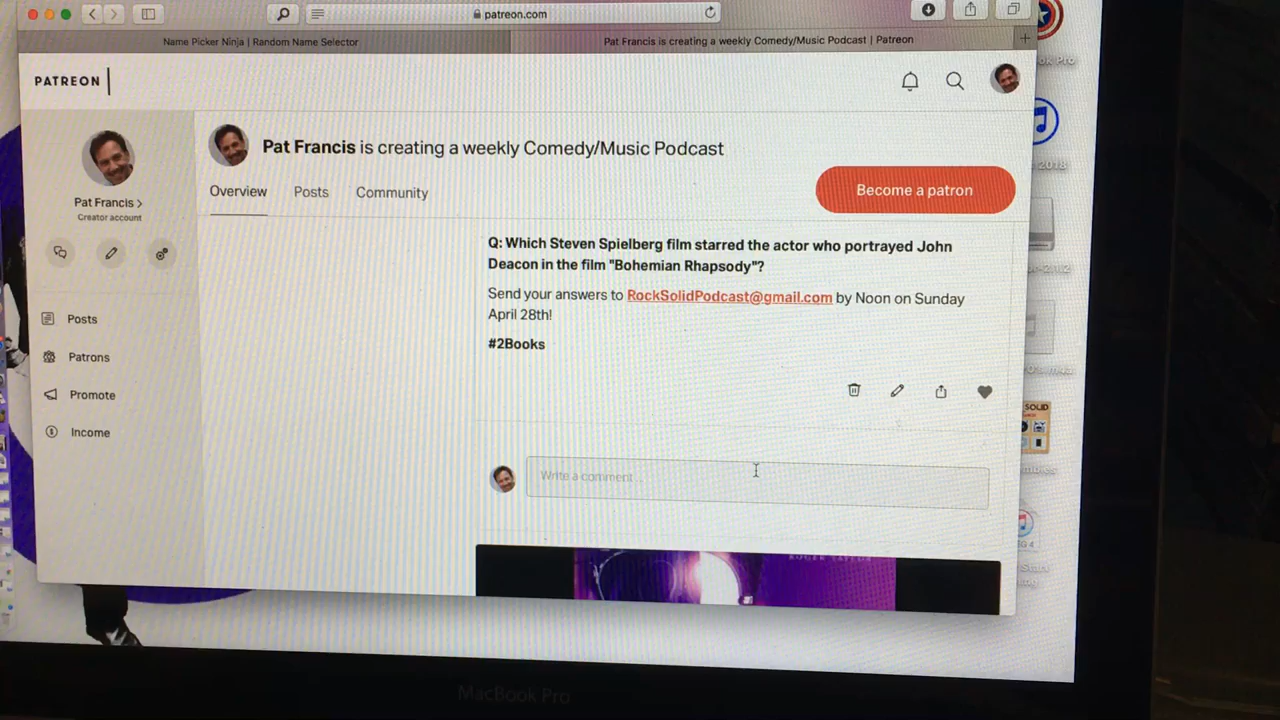 patreon.com
Name Picker Ninja | Random Name Selector
Pat Francis is creating a weekly Comedy/Music Podcast | Patreon
PATREON
Pat Francis is creating a weekly Comedy/Music Podcast
Overview Posts Community
Become a patron
Pat Francis >
Creator account
Posts
Patrons
Promote
Income
Q: Which Steven Spielberg film starred the actor who portrayed John
Deacon in the film "Bohemian Rhapsody"?
Send your answers to RockSolidPodcast@gmail.com by Noon on Sunday
April 28th!
#2Books
Write a comment...
ROGER TAYLOR
SOLID
MacBook Pro